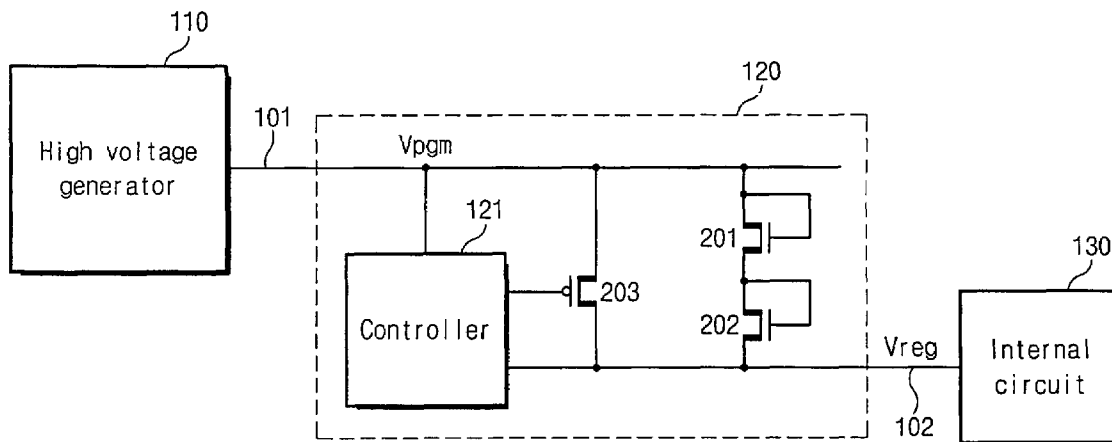 110
High voltage
generator
101
120
Vpgm
121
Controller
203
201
202
Vreg
102
130
Internal
circuit